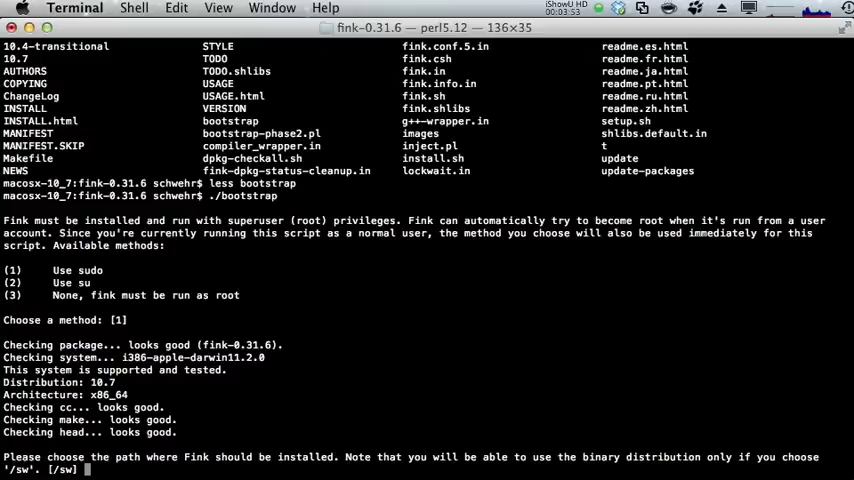 Terminal Shell Edit View Window Help iShowU HD 00:03:53
fink-0.31.6 — perl5.12 — 136×35
10.4-transitional STYLE fink.conf.5.in readme.es.html
10.7 TODO fink.csh readme.fr.html
AUTHORS TODO.shlibs fink.in readme.ja.html
COPYING USAGE fink.info.in readme.pt.html
ChangeLog USAGE.html fink.sh readme.ru.html
INSTALL VERSION fink.shlibs readme.zh.html
INSTALL.html bootstrap g++-wrapper.in setup.sh
MANIFEST bootstrap-phase2.pl images shlibs.default.in
MANIFEST.SKIP compiler_wrapper.in inject.pl t
Makefile dpkg-checkall.sh install.sh update
NEWS fink-dpkg-status-cleanup.in lockwait.in update-packages
macosx-10_7:fink-0.31.6 schwehr$ less bootstrap
macosx-10_7:fink-0.31.6 schwehr$ ./bootstrap
Fink must be installed and run with superuser (root) privileges. Fink can automatically try to become root when it's run from a user
account. Since you're currently running this script as a normal user, the method you choose will also be used immediately for this
script. Available methods:
(1) Use sudo
(2) Use su
(3) None, fink must be run as root
Choose a method: [1]
Checking package... looks good (fink-0.31.6).
Checking system... i386-apple-darwin11.2.0
This system is supported and tested.
Distribution: 10.7
Architecture: x86_64
Checking cc... looks good.
Checking make... looks good.
Checking head... looks good.
Please choose the path where Fink should be installed. Note that you will be able to use the binary distribution only if you choose
'/sw'. [/sw]